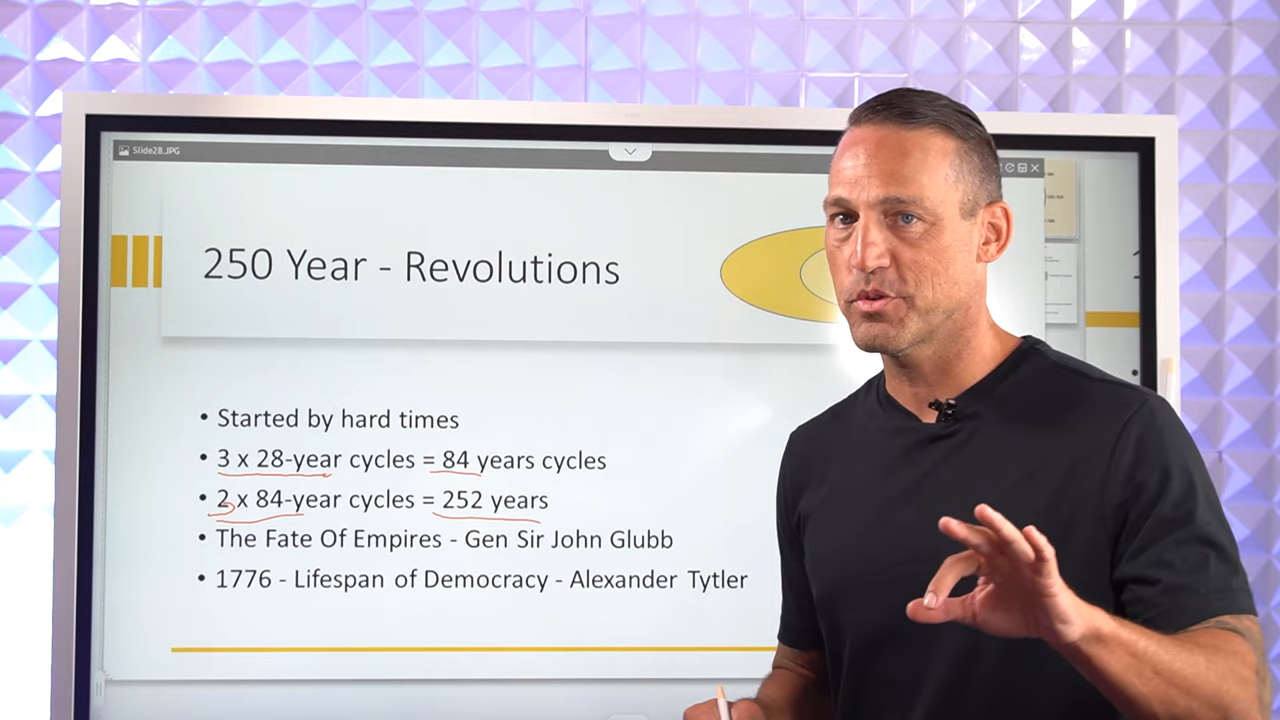 Slide28.JPG
250 Year - Revolutions
• Started by hard times
• 3 x 28-year cycles = 84 years cycles
• 2 x 84-year cycles = 252 years
3
• The Fate Of Empires - Gen Sir John Glubb
• 1776 - Lifespan of Democracy - Alexander Tytler